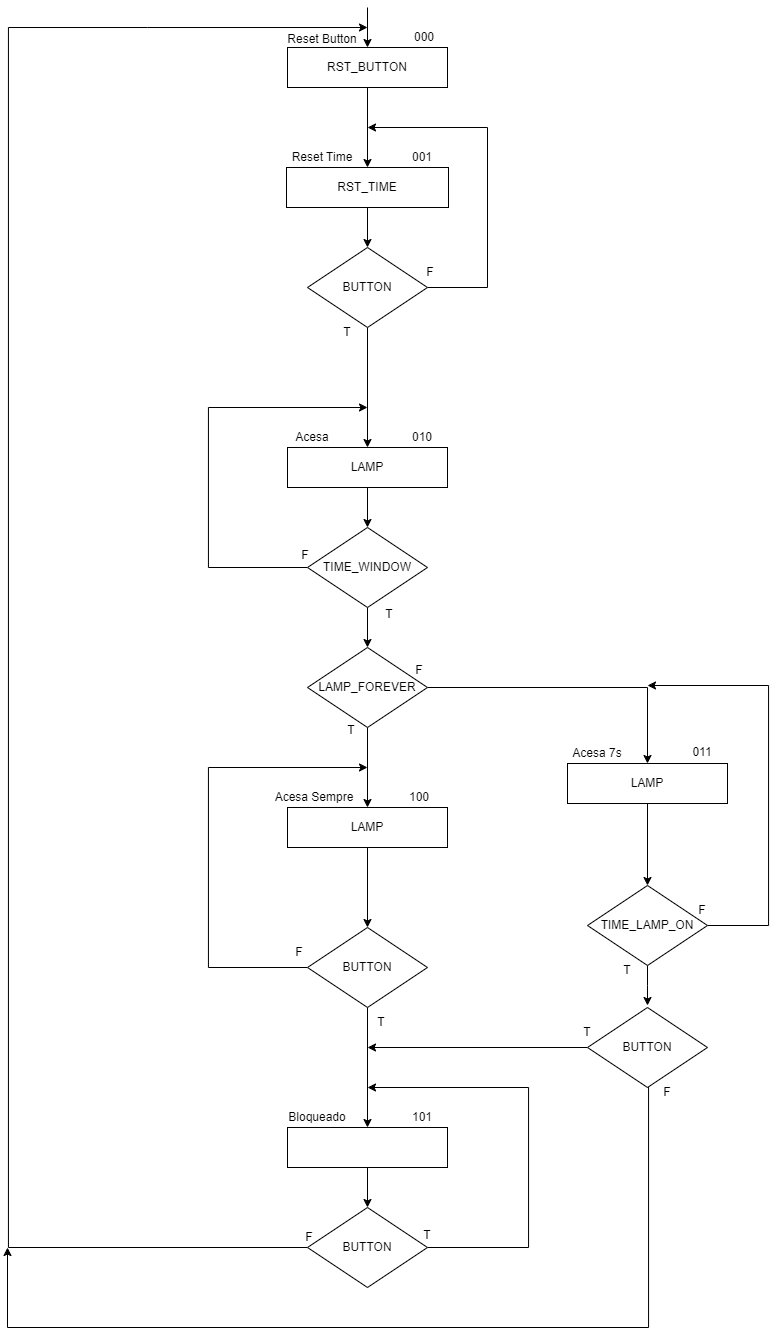 Reset Button 000
RST_BUTTON
Reset Time 001
RST_TIME
F
BUTTON
T
Acesa 010
LAMP
F
TIME_WINDOW
T
F
LAMP_FOREVER
T
Acesa 7s 011
LAMP
Acesa Sempre 100
LAMP
F
TIME_LAMP_ON
T
F
BUTTON
T
T
BUTTON
F
Bloqueado 101
F T
BUTTON